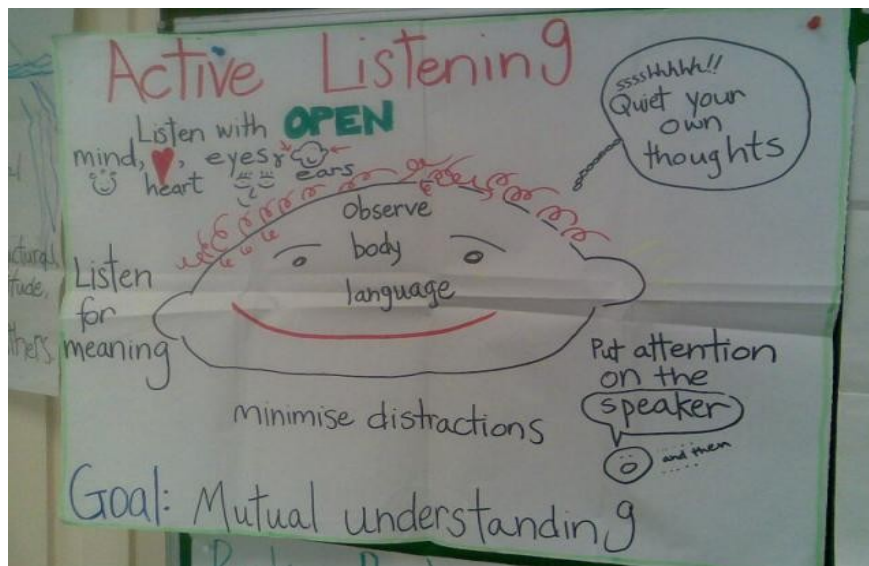 Active Listening
Listen with OPEN
mind, , eyes &
heart
ears
sssshhhh!!
Quiet your
own
thoughts
observe
body
language
Listen
for
meaning
Put attention
on the
speaker
and then
minimise distractions
Goal: Mutual understanding